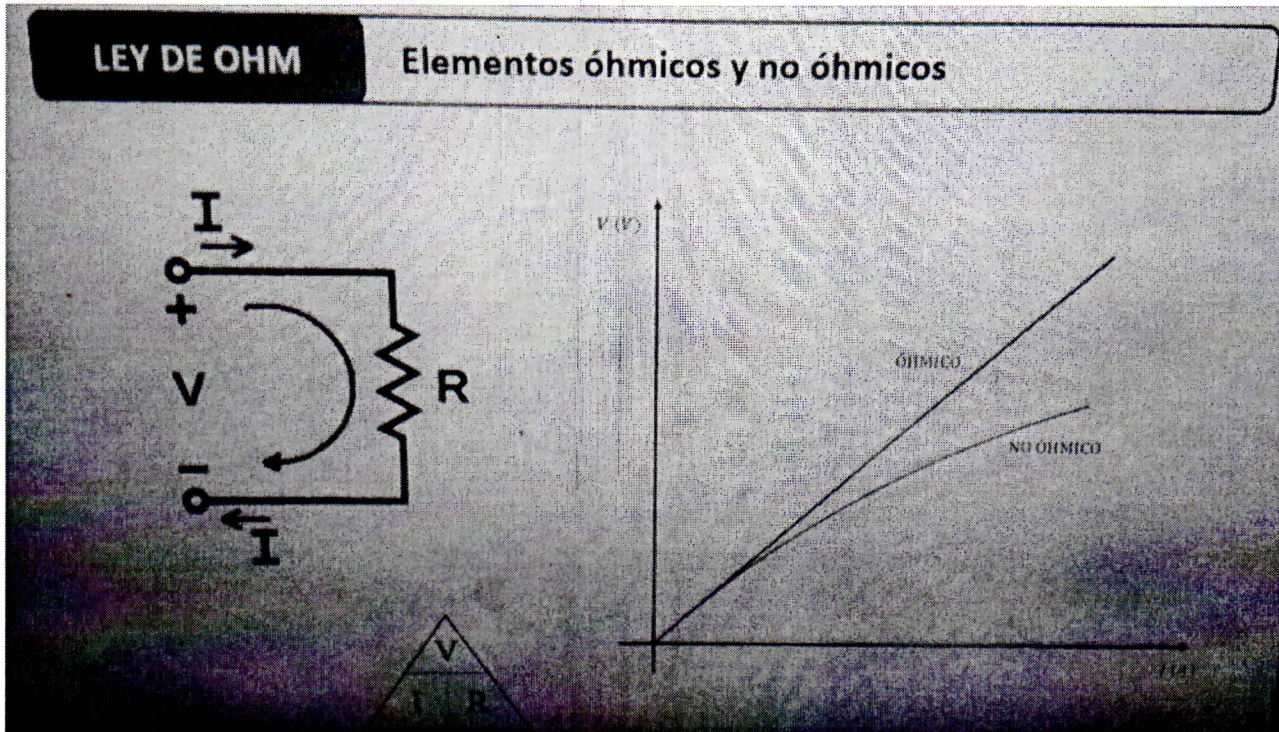 LEY DE OHM
Elementos óhmicos y no óhmicos
I
+
V
R
−
I
V (V)
ÓHMICO
NO ÓHMICO
V
I R